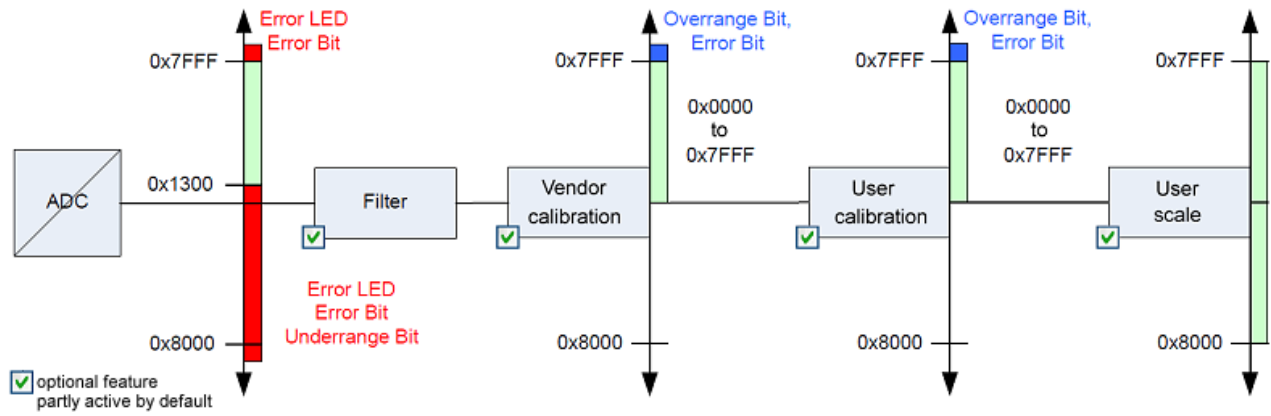 Error LED
Error Bit
Overrange Bit,
Error Bit
Overrange Bit,
Error Bit
0x7FFF
0x7FFF
0x7FFF
0x7FFF
0x0000
to
0x7FFF
0x0000
to
0x7FFF
ADC
0x1300
Filter
Vendor
calibration
User
calibration
User
scale
Error LED
Error Bit
Underrange Bit
0x8000
0x8000
0x8000
0x8000
optional feature
partly active by default